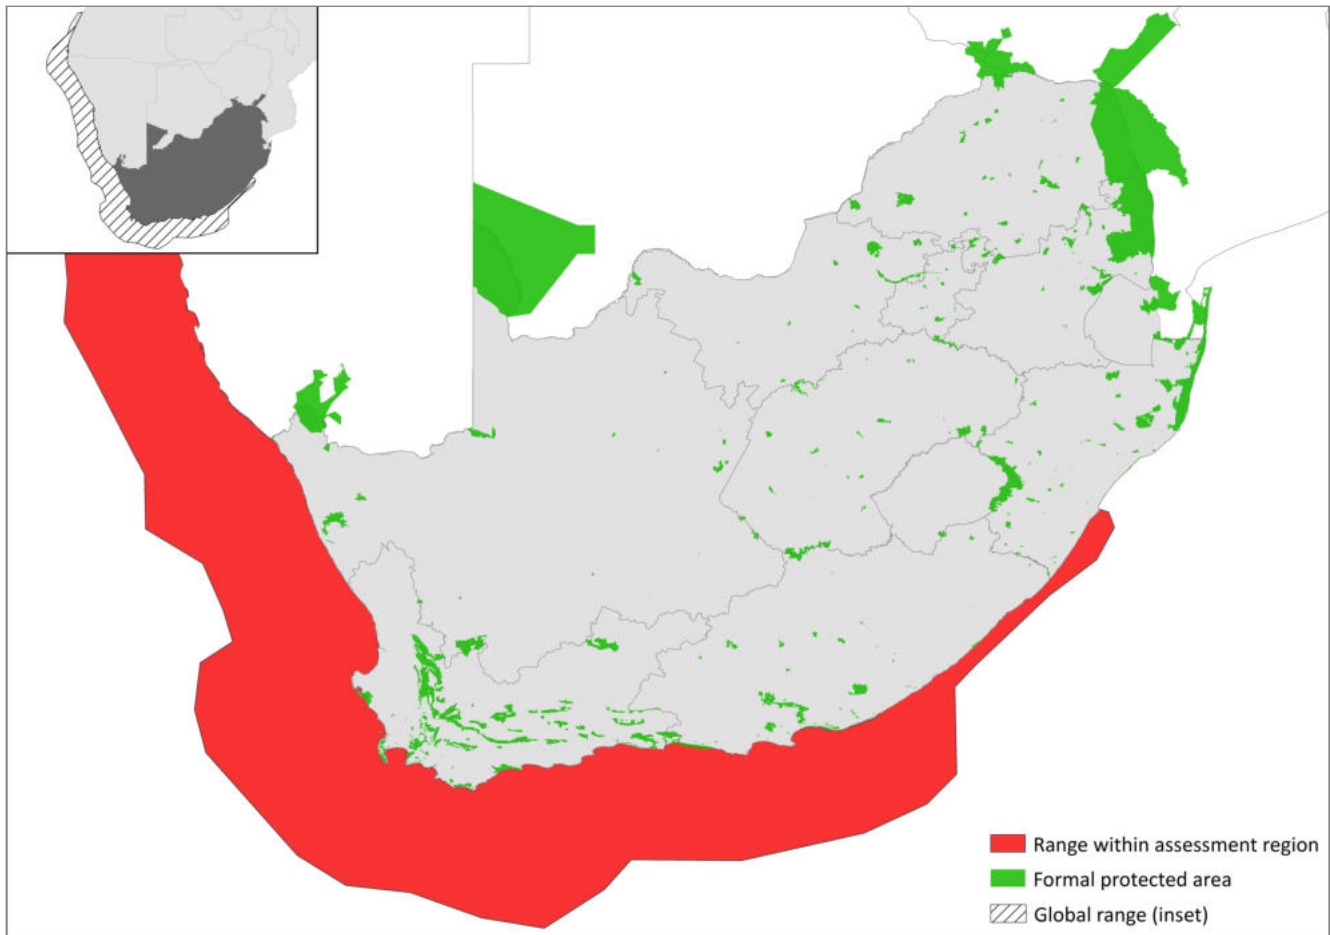 Range within assessment region
Formal protected area
Global range (inset)